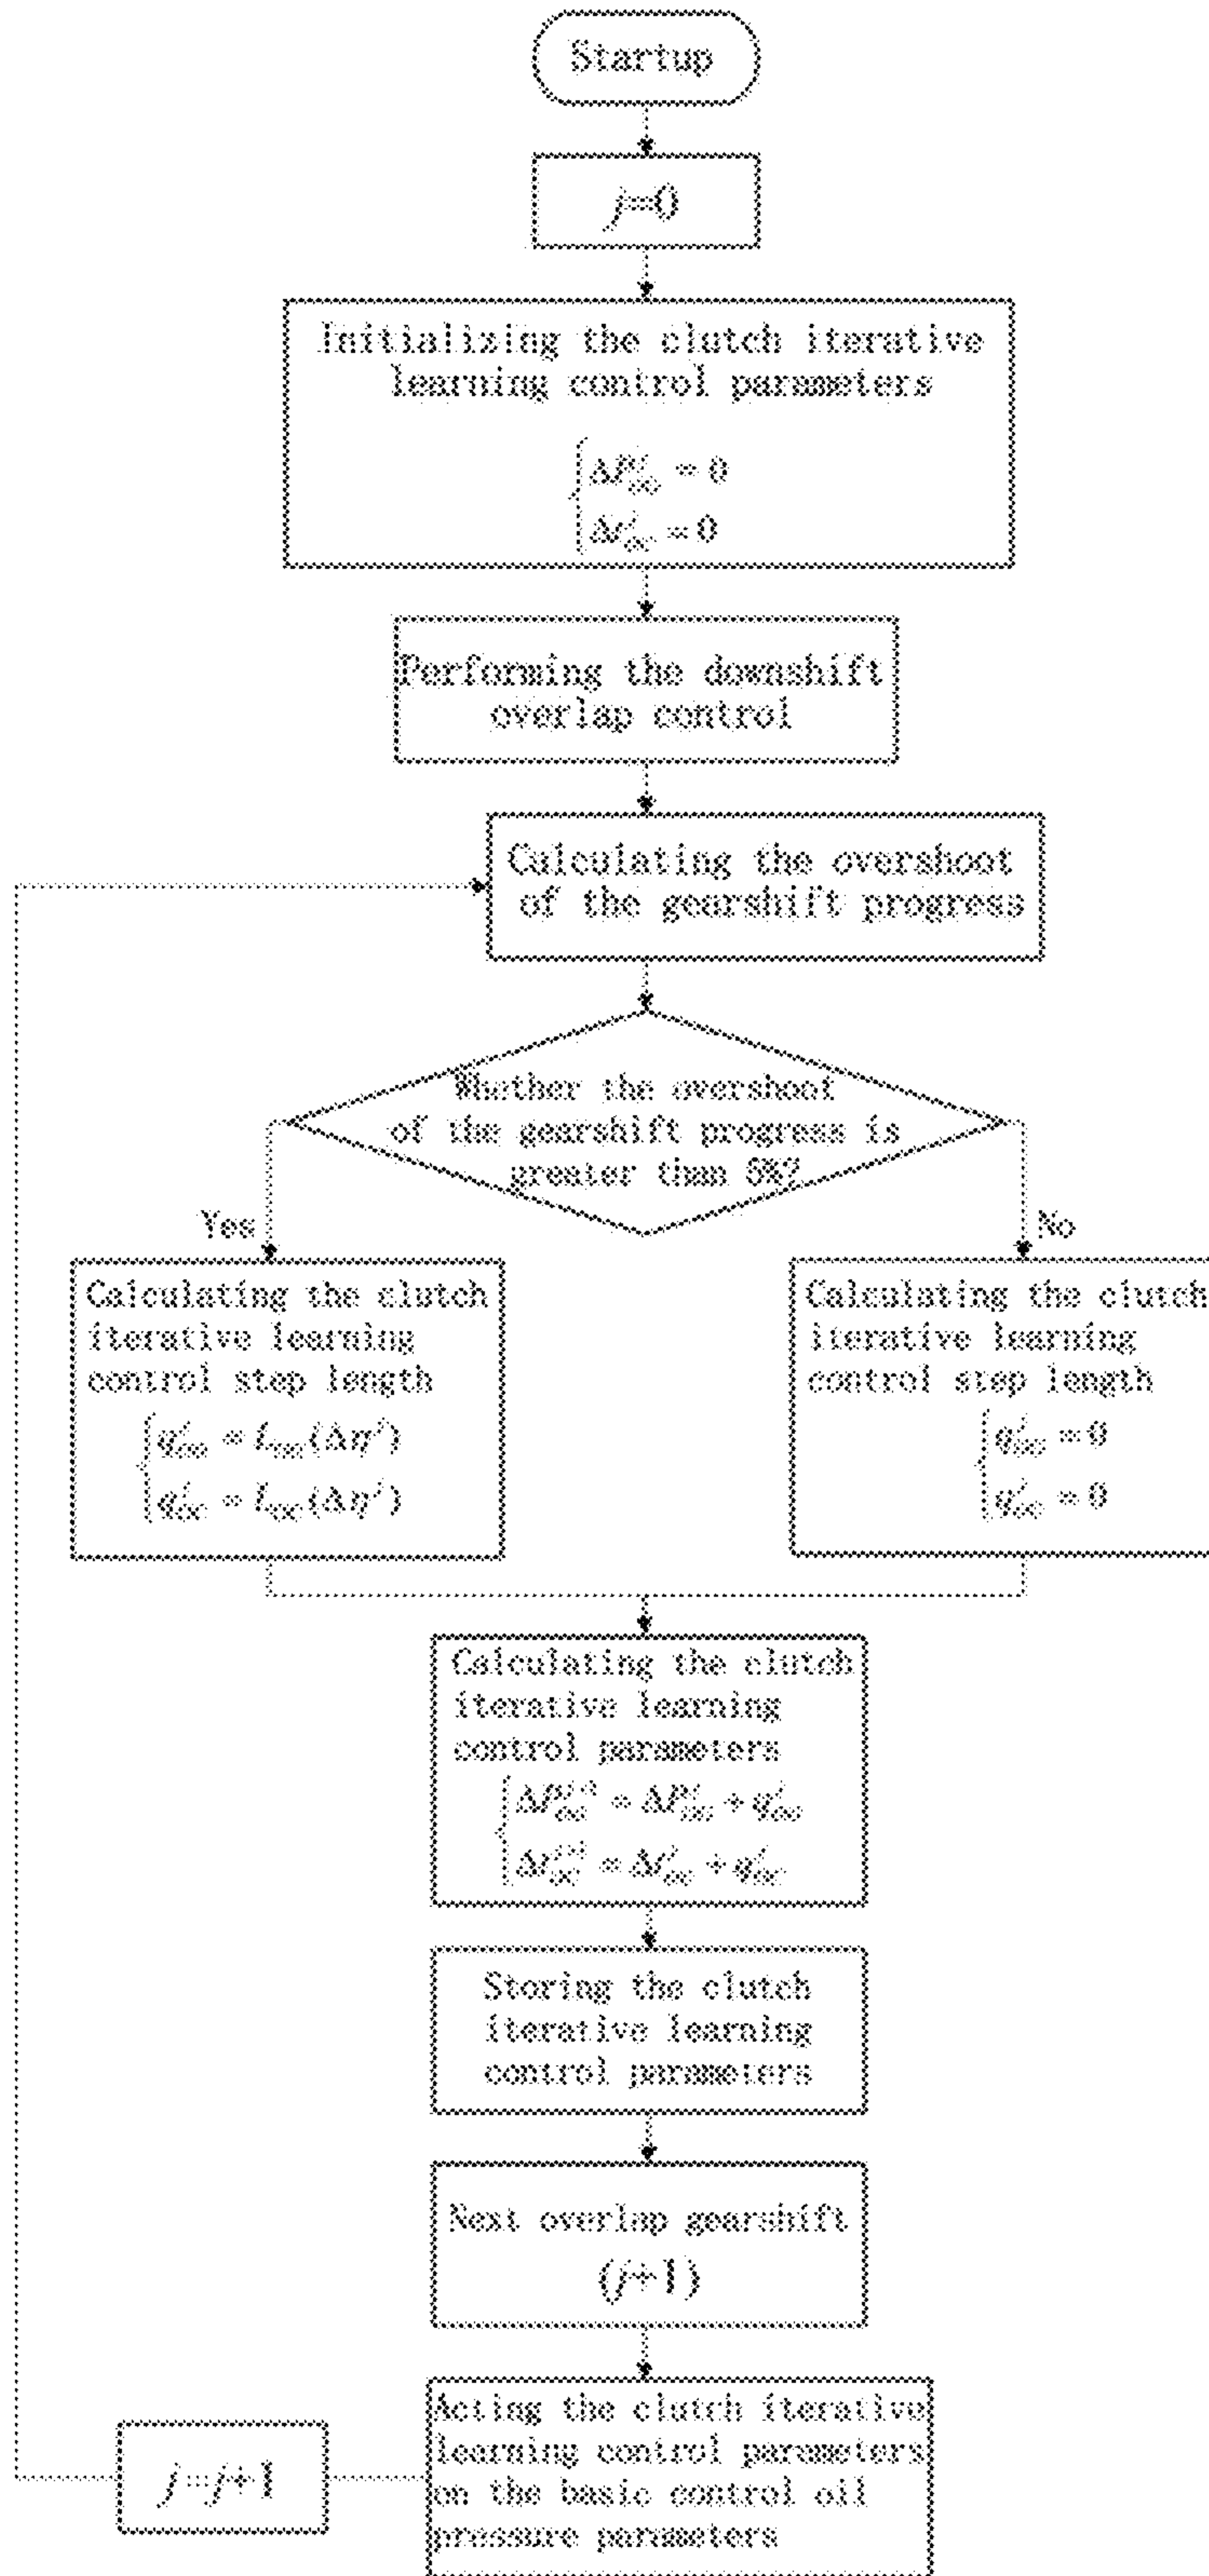 Startup
j=0
Initializing the clutch iterative
learning control parameters
= 0
= 0
Performing the downshift
overlap control
Calculating the overshoot
of the gearshift progress
Whether the overshoot
of the gearshift progress is
greater than 5%?
Yes
No
Calculating the clutch
iterative learning
control step length
Calculating the clutch
iterative learning
control step length
= 0
= 0
Calculating the clutch
iterative learning
control parameters
Storing the clutch
iterative learning
control parameters
Next overlap gearshift
(j+1)
Acting the clutch iterative
learning control parameters
on the basic control oil
pressure parameters
j=j+1